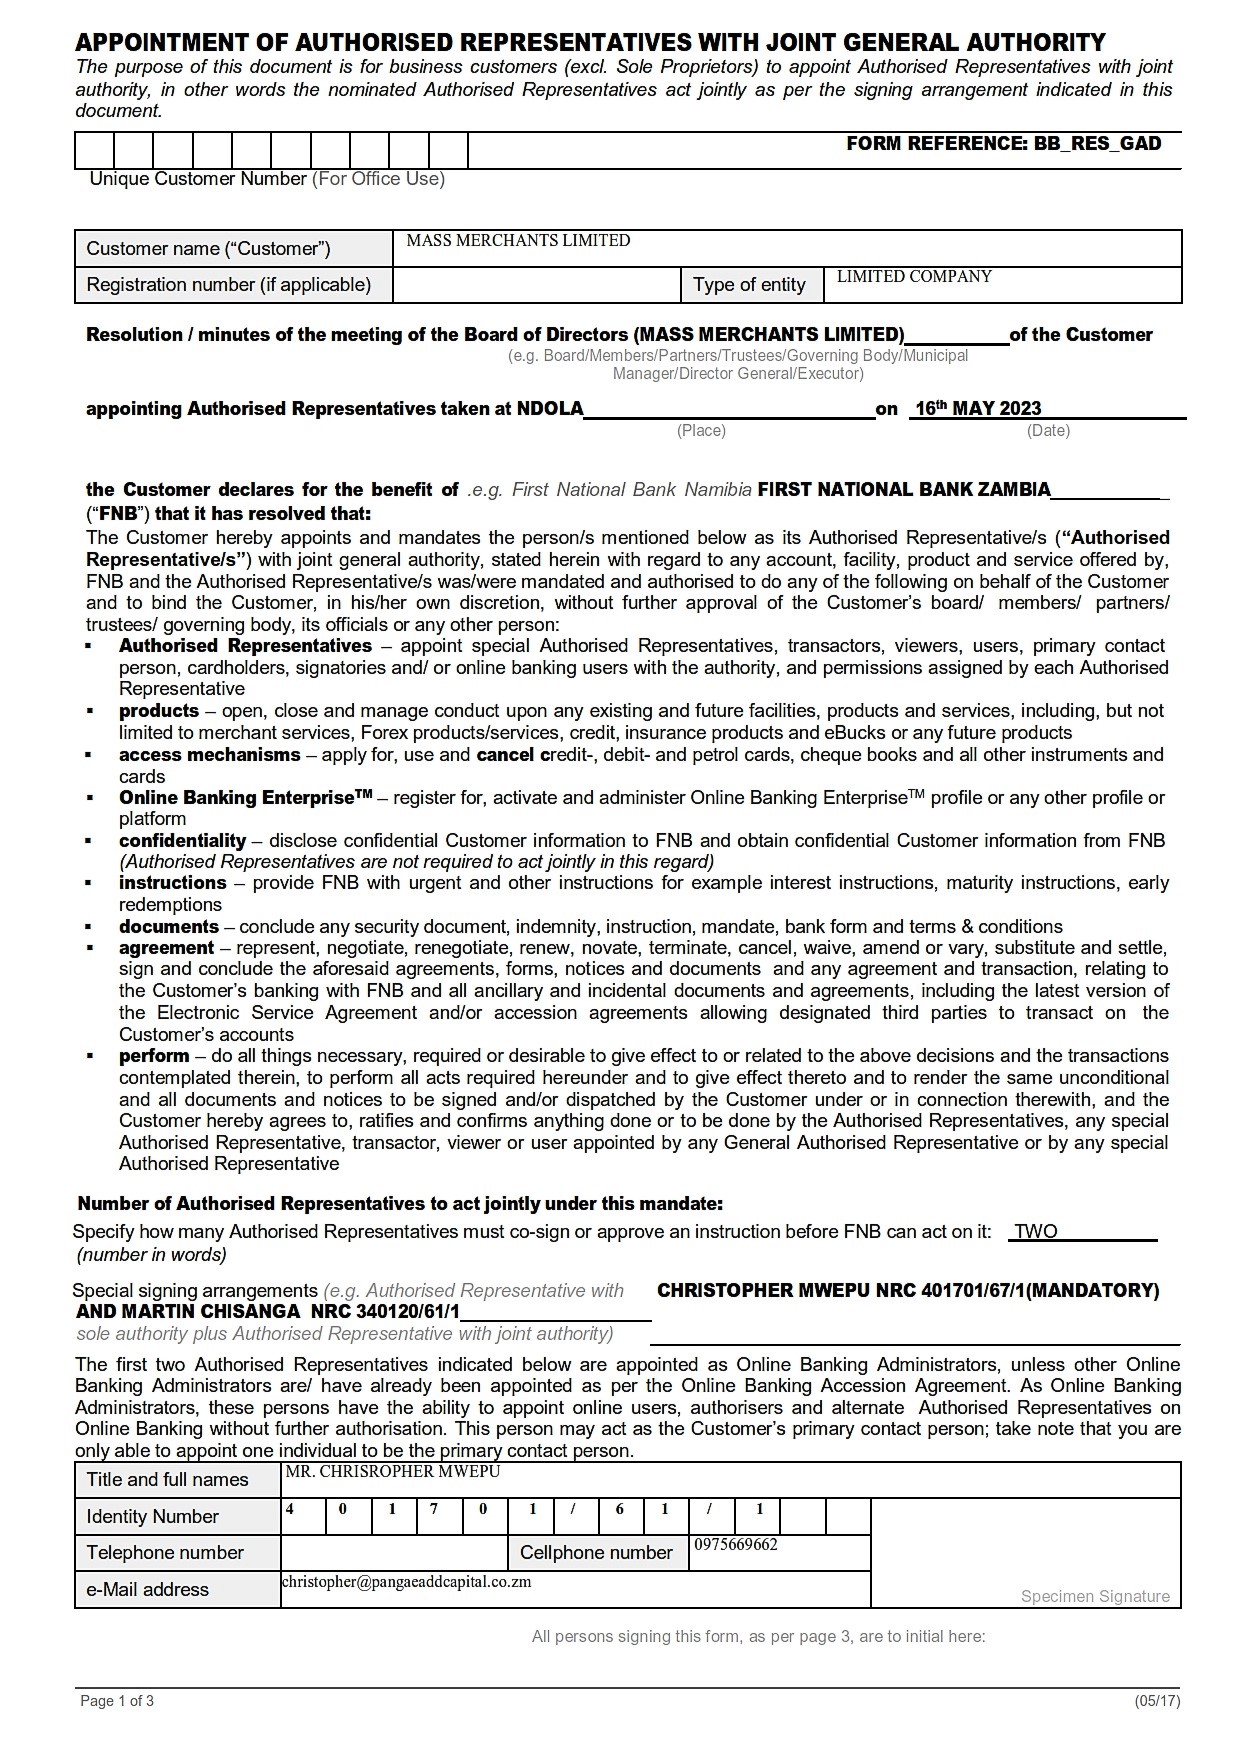 APPOINTMENT OF AUTHORISED REPRESENTATIVES WITH JOINT GENERAL AUTHORITY
The purpose of this document is for business customers (excl. Sole Proprietors) to appoint Authorised Representatives with joint
authority, in other words the nominated Authorised Representatives act jointly as per the signing arrangement indicated in this
document.
FORM REFERENCE: BB_RES_GAD
Unique Customer Number (For Office Use)
Customer name (“Customer”) MASS MERCHANTS LIMITED
Registration number (if applicable) Type of entity LIMITED COMPANY
Resolution / minutes of the meeting of the Board of Directors (MASS MERCHANTS LIMITED)__________of the Customer
(e.g. Board/Members/Partners/Trustees/Governing Body/Municipal
Manager/Director General/Executor)
appointing Authorised Representatives taken at NDOLA____________________________on 16th MAY 2023
(Place) (Date)
the Customer declares for the benefit of .e.g. First National Bank Namibia FIRST NATIONAL BANK ZAMBIA___________
(“FNB”) that it has resolved that:
The Customer hereby appoints and mandates the person/s mentioned below as its Authorised Representative/s (“Authorised
Representative/s”) with joint general authority, stated herein with regard to any account, facility, product and service offered by,
FNB and the Authorised Representative/s was/were mandated and authorised to do any of the following on behalf of the Customer
and to bind the Customer, in his/her own discretion, without further approval of the Customer’s board/ members/ partners/
trustees/ governing body, its officials or any other person:
▪ Authorised Representatives – appoint special Authorised Representatives, transactors, viewers, users, primary contact
person, cardholders, signatories and/ or online banking users with the authority, and permissions assigned by each Authorised
Representative
▪ products – open, close and manage conduct upon any existing and future facilities, products and services, including, but not
limited to merchant services, Forex products/services, credit, insurance products and eBucks or any future products
▪ access mechanisms – apply for, use and cancel credit-, debit- and petrol cards, cheque books and all other instruments and
cards
▪ Online Banking Enterprise™ – register for, activate and administer Online Banking Enterprise™ profile or any other profile or
platform
▪ confidentiality – disclose confidential Customer information to FNB and obtain confidential Customer information from FNB
(Authorised Representatives are not required to act jointly in this regard)
▪ instructions – provide FNB with urgent and other instructions for example interest instructions, maturity instructions, early
redemptions
▪ documents – conclude any security document, indemnity, instruction, mandate, bank form and terms & conditions
▪ agreement – represent, negotiate, renegotiate, renew, novate, terminate, cancel, waive, amend or vary, substitute and settle,
sign and conclude the aforesaid agreements, forms, notices and documents and any agreement and transaction, relating to
the Customer’s banking with FNB and all ancillary and incidental documents and agreements, including the latest version of
the Electronic Service Agreement and/or accession agreements allowing designated third parties to transact on the
Customer’s accounts
▪ perform – do all things necessary, required or desirable to give effect to or related to the above decisions and the transactions
contemplated therein, to perform all acts required hereunder and to give effect thereto and to render the same unconditional
and all documents and notices to be signed and/or dispatched by the Customer under or in connection therewith, and the
Customer hereby agrees to, ratifies and confirms anything done or to be done by the Authorised Representatives, any special
Authorised Representative, transactor, viewer or user appointed by any General Authorised Representative or by any special
Authorised Representative
Number of Authorised Representatives to act jointly under this mandate:
Specify how many Authorised Representatives must co-sign or approve an instruction before FNB can act on it: TWO
(number in words)
Special signing arrangements (e.g. Authorised Representative with CHRISTOPHER MWEPU NRC 401701/67/1(MANDATORY)
AND MARTIN CHISANGA NRC 340120/61/1__________________
sole authority plus Authorised Representative with joint authority)
The first two Authorised Representatives indicated below are appointed as Online Banking Administrators, unless other Online
Banking Administrators are/ have already been appointed as per the Online Banking Accession Agreement. As Online Banking
Administrators, these persons have the ability to appoint online users, authorisers and alternate Authorised Representatives on
Online Banking without further authorisation. This person may act as the Customer’s primary contact person; take note that you are
only able to appoint one individual to be the primary contact person.
Title and full names MR. CHRISROPHER MWEPU
Identity Number 4 0 1 7 0 1 / 6 1 / 1
Telephone number Cellphone number 0975669662
e-Mail address christopher@pangaeaddcapital.co.zm
Specimen Signature
All persons signing this form, as per page 3, are to initial here:
Page 1 of 3 (05/17)